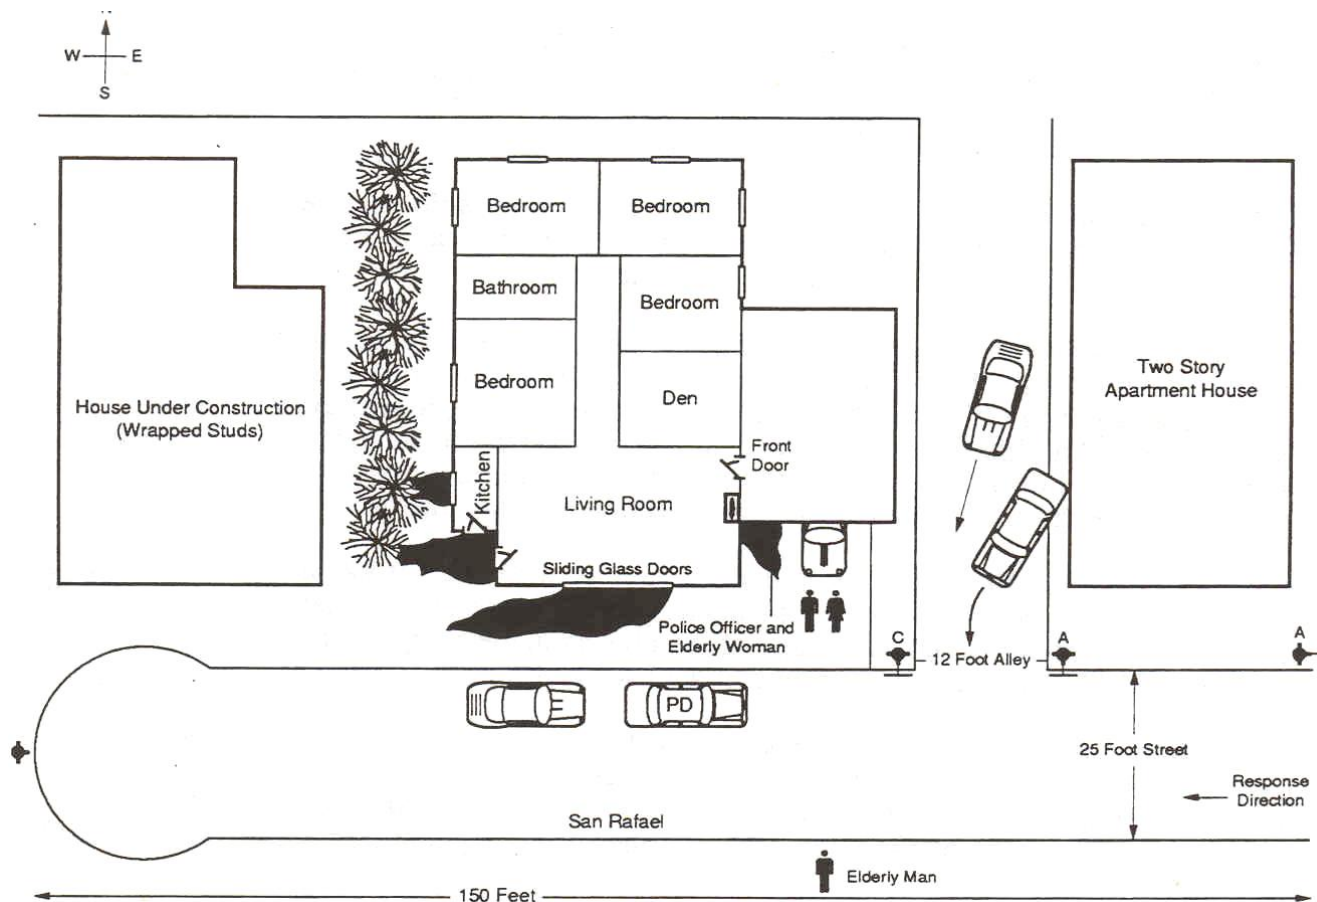 N
W
E
S
Bedroom
Bedroom
Bathroom
Bedroom
Bedroom
Den
House Under Construction
(Wrapped Studs)
Two Story
Apartment House
Front
Door
Kitchen
Living Room
Sliding Glass Doors
Police Officer and
Elderly Woman
C
12 Foot Alley
A
A
PD
25 Foot Street
Response
Direction
San Rafael
Elderly Man
150 Feet